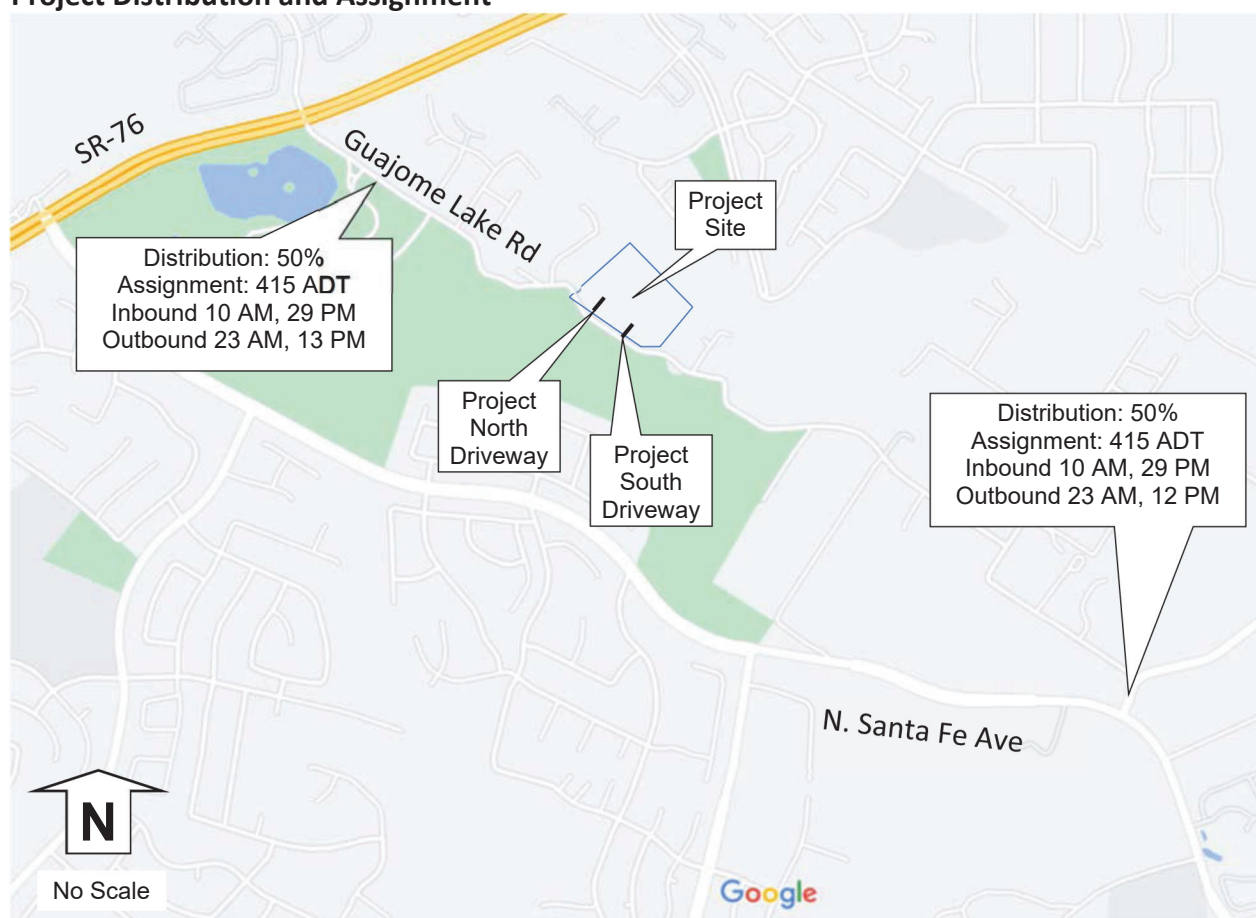 Project Distribution and Assignment
SR-76
Guajome Lake Rd
Project
Site
Distribution: 50%
Assignment: 415 ADT
Inbound 10 AM, 29 PM
Outbound 23 AM, 13 PM
Project
North
Driveway
Project
South
Driveway
Distribution: 50%
Assignment: 415 ADT
Inbound 10 AM, 29 PM
Outbound 23 AM, 12 PM
N. Santa Fe Ave
N
No Scale
Google